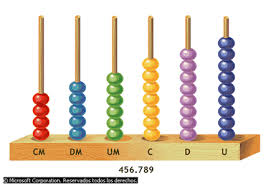 CM DM UM C D U
456.789
© Microsoft Corporation. Reservados todos los derechos.